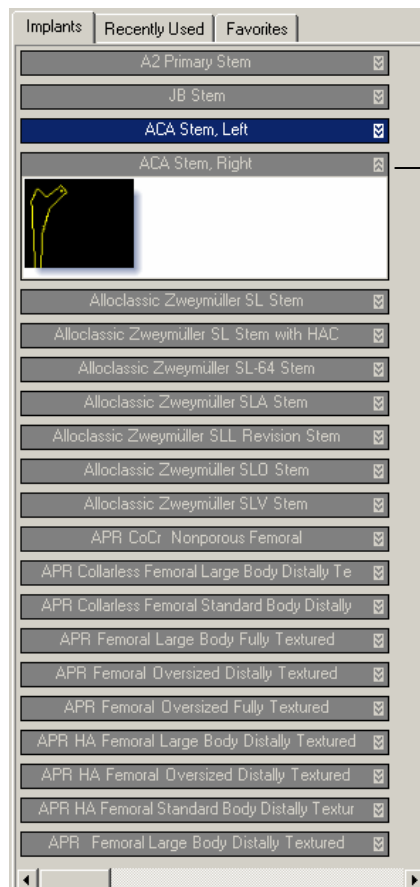 Implants Recently Used Favorites
A2 Primary Stem
JB Stem
ACA Stem, Left
ACA Stem, Right
Alloclassic Zweymüller SL Stem
Alloclassic Zweymüller SL Stem with HAC
Alloclassic Zweymüller SL-64 Stem
Alloclassic Zweymüller SLA Stem
Alloclassic Zweymüller SLL Revision Stem
Alloclassic Zweymüller SLO Stem
Alloclassic Zweymüller SLV Stem
APR CoCr Nonporous Femoral
APR Collarless Femoral Large Body Distally Te
APR Collarless Femoral Standard Body Distally
APR Femoral Large Body Fully Textured
APR Femoral Oversized Distally Textured
APR Femoral Oversized Fully Textured
APR HA Femoral Large Body Distally Textured
APR HA Femoral Oversized Distally Textured
APR HA Femoral Standard Body Distally Textur
APR Femoral Large Body Distally Textured